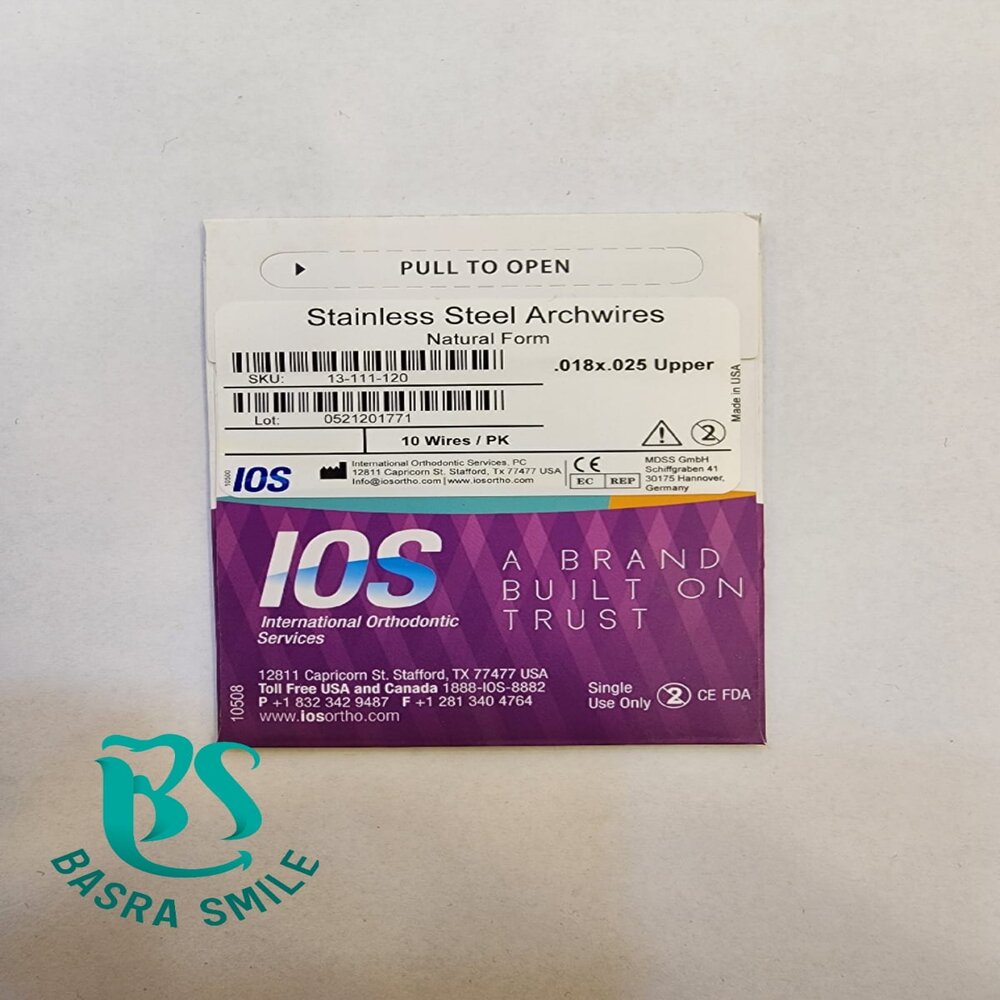 PULL TO OPEN
Stainless Steel Archwires
Natural Form
.018x.025 Upper
SKU: 13-111-120
Lot: 0521201771
10 Wires / PK
Made in USA
2
10500
IOS
International Orthodontic Services, PC
12811 Capricorn St. Stafford, Tx 77477 USA
Info@iosortho.com | www.iosortho.com
CE
EC REP
MDSS GmbH
Schiffgraben 41
30175 Hannover,
Germany
IOS
International Orthodontic
Services
A BRAND
BUILT ON
TRUST
12811 Capricorn St. Stafford, TX 77477 USA
Toll Free USA and Canada 1888-IOS-8882
P +1 832 342 9487 F +1 281 340 4764
www.iosortho.com
10508
Single
Use Only 2 CE FDA
BS
BASRA SMILE